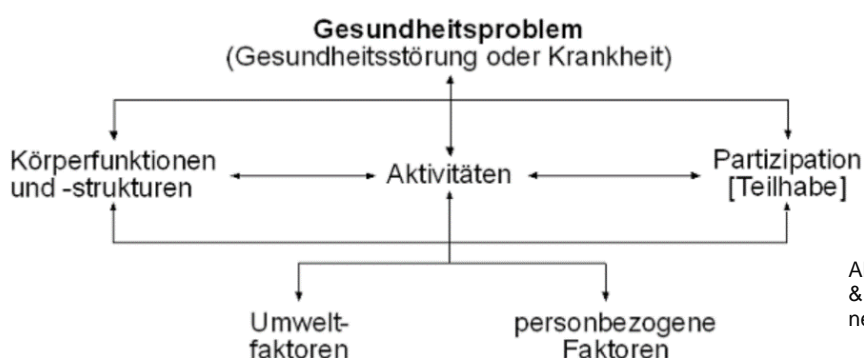 Gesundheitsproblem
(Gesundheitsstörung oder Krankheit)
Körperfunktionen
und -strukturen
Aktivitäten
Partizipation
[Teilhabe]
Umwelt-
faktoren
personbezogene
Faktoren
&